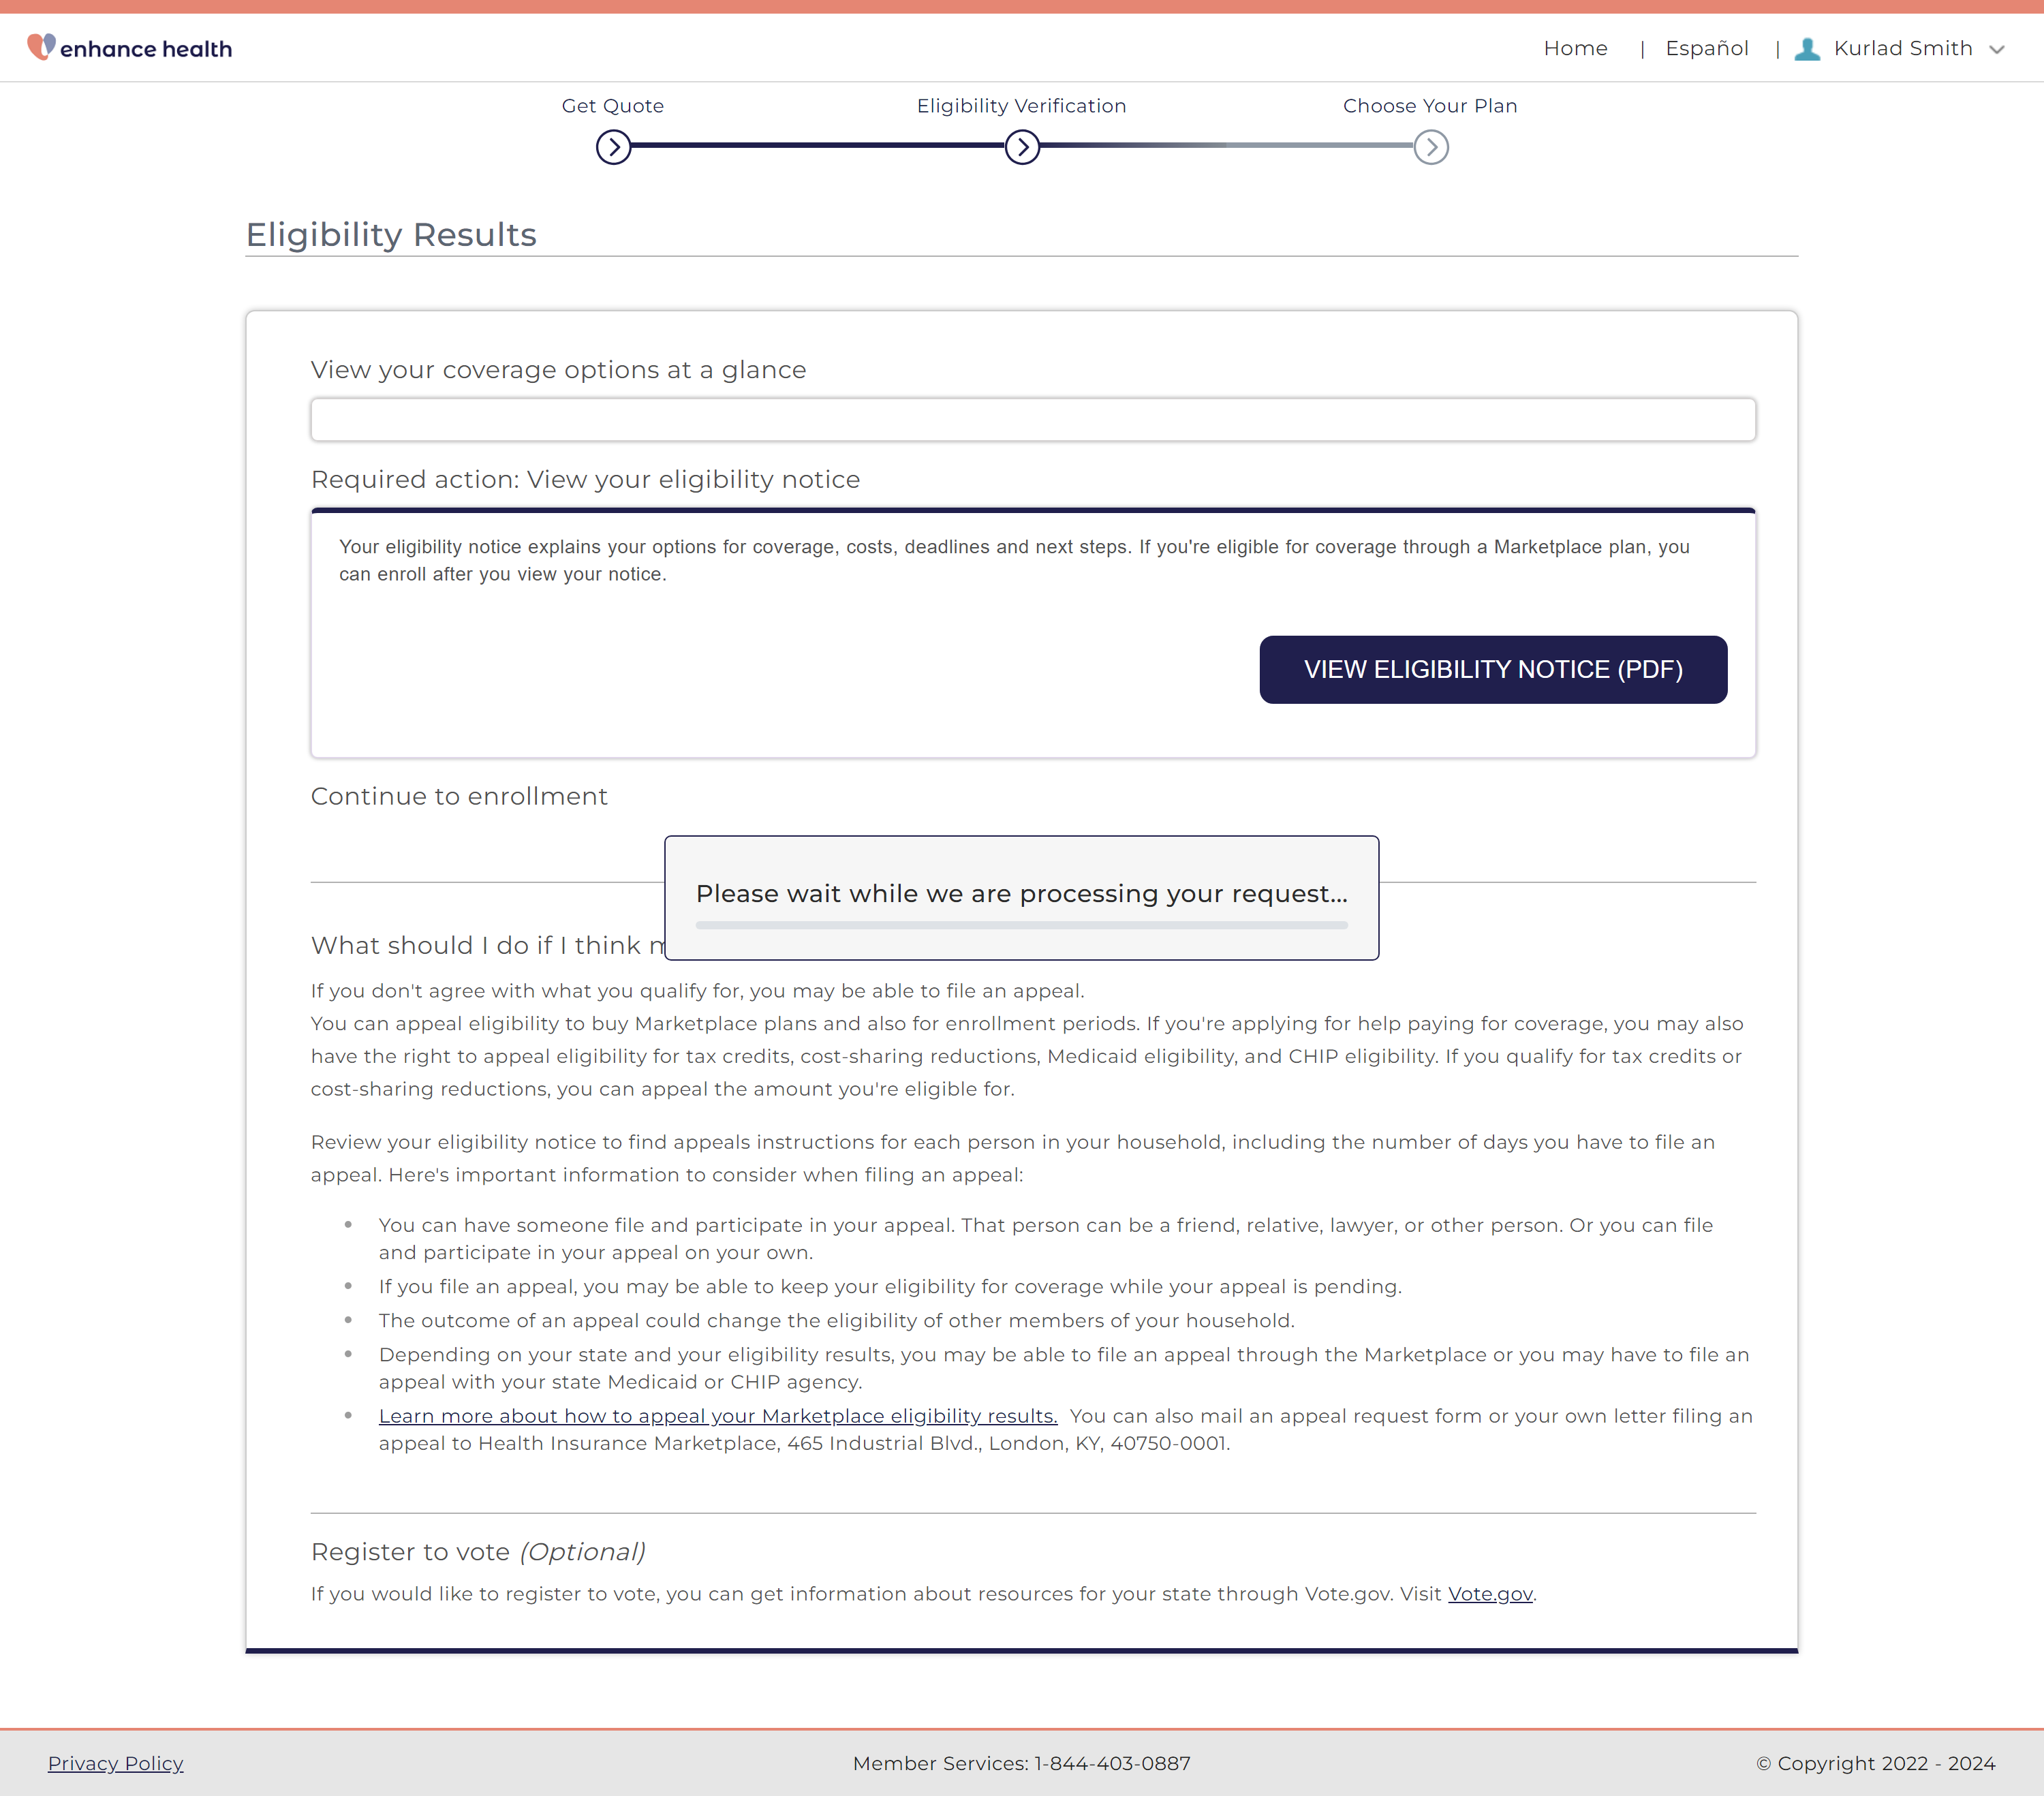 enhance health
Home | Español | Kurlad Smith
Get Quote
Eligibility Verification
Choose Your Plan
Eligibility Results
View your coverage options at a glance
Required action: View your eligibility notice
Your eligibility notice explains your options for coverage, costs, deadlines and next steps. If you're eligible for coverage through a Marketplace plan, you
can enroll after you view your notice.
VIEW ELIGIBILITY NOTICE (PDF)
Continue to enrollment
Please wait while we are processing your request...
What should I do if I think
If you don't agree with what you qualify for, you may be able to file an appeal.
You can appeal eligibility to buy Marketplace plans and also for enrollment periods. If you're applying for help paying for coverage, you may also
have the right to appeal eligibility for tax credits, cost-sharing reductions, Medicaid eligibility, and CHIP eligibility. If you qualify for tax credits or
cost-sharing reductions, you can appeal the amount you're eligible for.
Review your eligibility notice to find appeals instructions for each person in your household, including the number of days you have to file an
appeal. Here's important information to consider when filing an appeal:
• You can have someone file and participate in your appeal. That person can be a friend, relative, lawyer, or other person. Or you can file
and participate in your appeal on your own.
• If you file an appeal, you may be able to keep your eligibility for coverage while your appeal is pending.
• The outcome of an appeal could change the eligibility of other members of your household.
• Depending on your state and your eligibility results, you may be able to file an appeal through the Marketplace or you may have to file an
appeal with your state Medicaid or CHIP agency.
• Learn more about how to appeal your Marketplace eligibility results. You can also mail an appeal request form or your own letter filing an
appeal to Health Insurance Marketplace, 465 Industrial Blvd., London, KY, 40750-0001.
Register to vote (Optional)
If you would like to register to vote, you can get information about resources for your state through Vote.gov. Visit Vote.gov.
Privacy Policy
Member Services: 1-844-403-0887
© Copyright 2022 - 2024